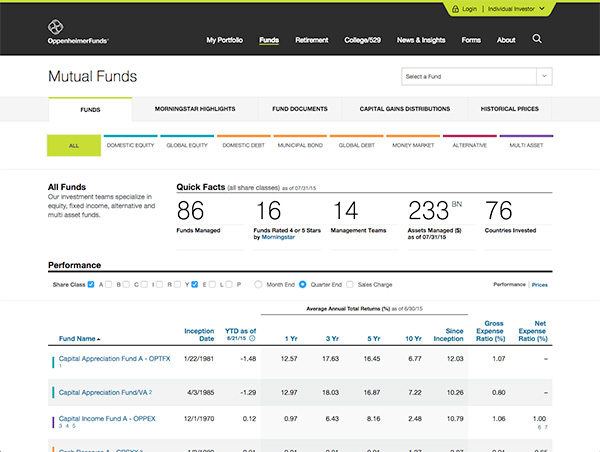 Login | Individual Investor
OppenheimerFunds®
My Portfolio Funds Retirement College/529 News & Insights Forms About
Mutual Funds
Select a Fund
FUNDS MORNINGSTAR HIGHLIGHTS FUND DOCUMENTS CAPITAL GAINS DISTRIBUTIONS HISTORICAL PRICES
ALL DOMESTIC EQUITY GLOBAL EQUITY DOMESTIC DEBT MUNICIPAL BOND GLOBAL DEBT MONEY MARKET ALTERNATIVE MULTI ASSET
All Funds
Our investment teams specialize in
equity, fixed income, alternative and
multi asset funds.
Quick Facts (all share classes) as of 07/31/15
86 16 14 233 BN 76
Funds Managed Funds Rated 4 or 5 Stars Management Teams Assets Managed ($) Countries Invested
by Morningstar as of 07/31/15
Performance
Share Class A B C I R Y E L P Month End Quarter End Sales Charge Performance | Prices
Average Annual Total Returns (%) as of 6/30/15
Fund Name Inception Date YTD as of 8/21/15 1 Yr 3 Yr 5 Yr 10 Yr Since Inception Gross Expense Ratio (%) Net Expense Ratio (%)
Capital Appreciation Fund A - OPTFX 1/22/1981 -1.48 12.57 17.63 16.45 6.77 12.03 1.07 –
1
Capital Appreciation Fund/VA 2 4/3/1985 -1.29 12.97 18.03 16.87 7.22 10.26 0.80 –
Capital Income Fund A - OPPEX 12/1/1970 0.12 0.97 6.43 8.16 2.48 10.79 1.06 1.00
3 4 5 6 7